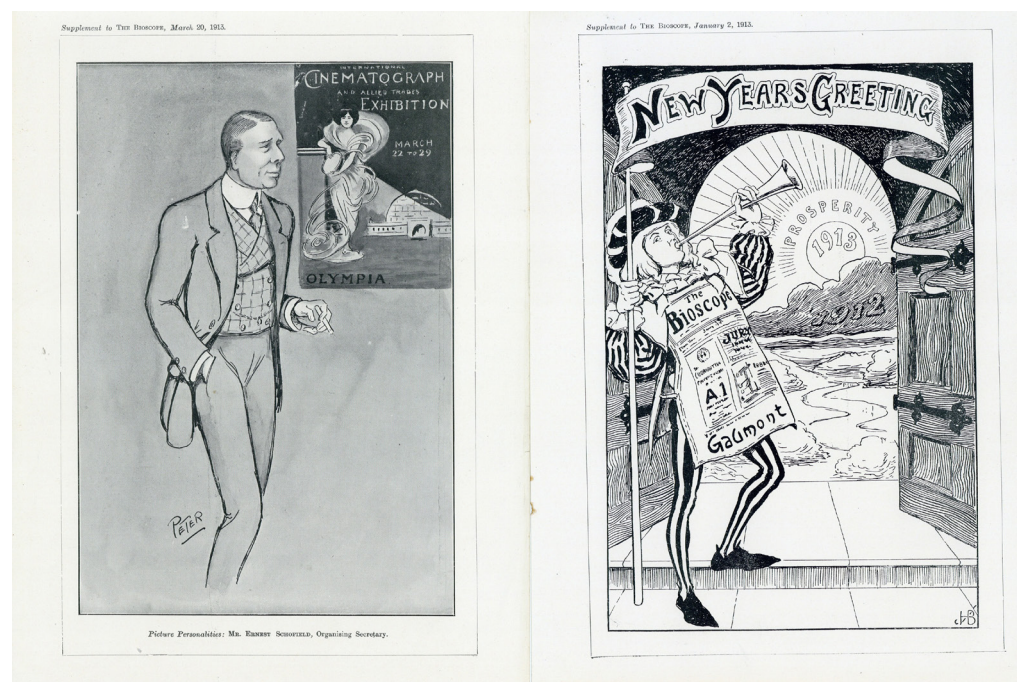 Supplement to THE BIOSCOPE, March 20, 1913.
INTERNATIONAL
CINEMATOGRAPH
AND ALLIED TRADES
EXHIBITION
MARCH
22 TO 29
OLYMPIA
PETER
Picture Personalities: MR. ERNEST SCHOFIELD, Organising Secretary.
Supplement to THE BIOSCOPE, January 2, 1913.
NEW YEARS GREETING
PROSPERITY
1913
1912
The
Bioscope
A1
Gaumont